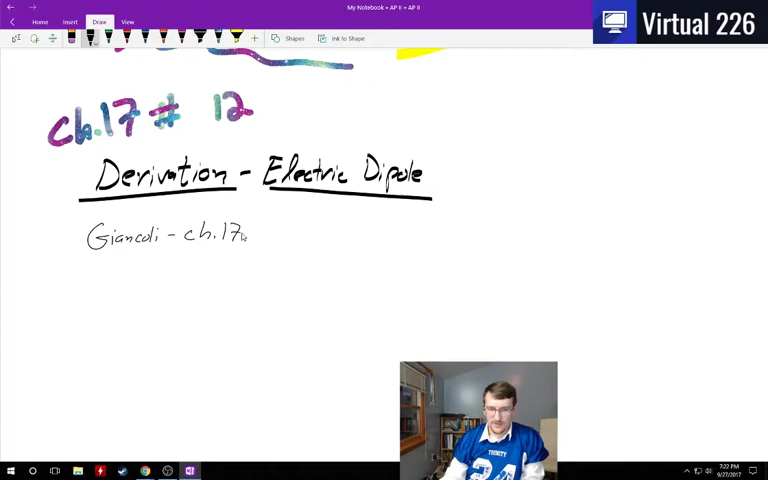 My Notebook » AP II » AP II
Home Insert Draw View
Shapes Ink to Shape
Virtual 226
Ch.17 # 12
Derivation - Electric Dipole
Giancoli - ch.17
TRINITY
24
7:22 PM
9/27/2017